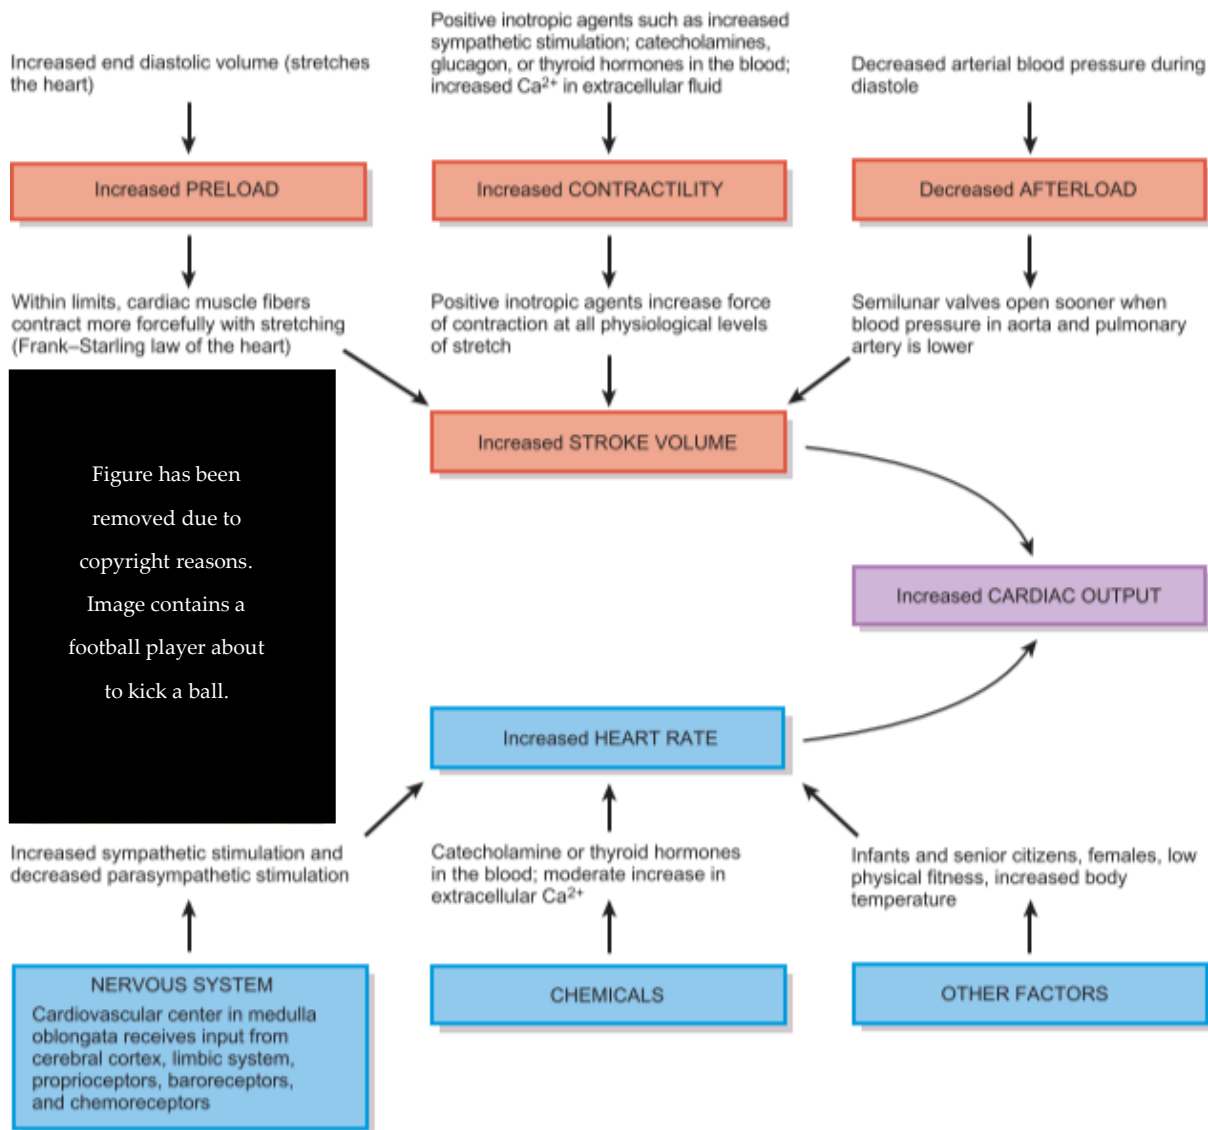 Increased end diastolic volume (stretches
the heart)
Positive inotropic agents such as increased
sympathetic stimulation; catecholamines,
glucagon, or thyroid hormones in the blood;
increased Ca²⁺ in extracellular fluid
Decreased arterial blood pressure during
diastole
Increased PRELOAD
Increased CONTRACTILITY
Decreased AFTERLOAD
Within limits, cardiac muscle fibers
contract more forcefully with stretching
(Frank–Starling law of the heart)
Positive inotropic agents increase force
of contraction at all physiological levels
of stretch
Semilunar valves open sooner when
blood pressure in aorta and pulmonary
artery is lower
Increased STROKE VOLUME
Figure has been
removed due to
copyright reasons.
Image contains a
football player about
to kick a ball.
Increased CARDIAC OUTPUT
Increased HEART RATE
Increased sympathetic stimulation and
decreased parasympathetic stimulation
Catecholamine or thyroid hormones
in the blood; moderate increase in
extracellular Ca²⁺
Infants and senior citizens, females, low
physical fitness, increased body
temperature
NERVOUS SYSTEM
Cardiovascular center in medulla
oblongata receives input from
cerebral cortex, limbic system,
proprioceptors, baroreceptors,
and chemoreceptors
CHEMICALS
OTHER FACTORS